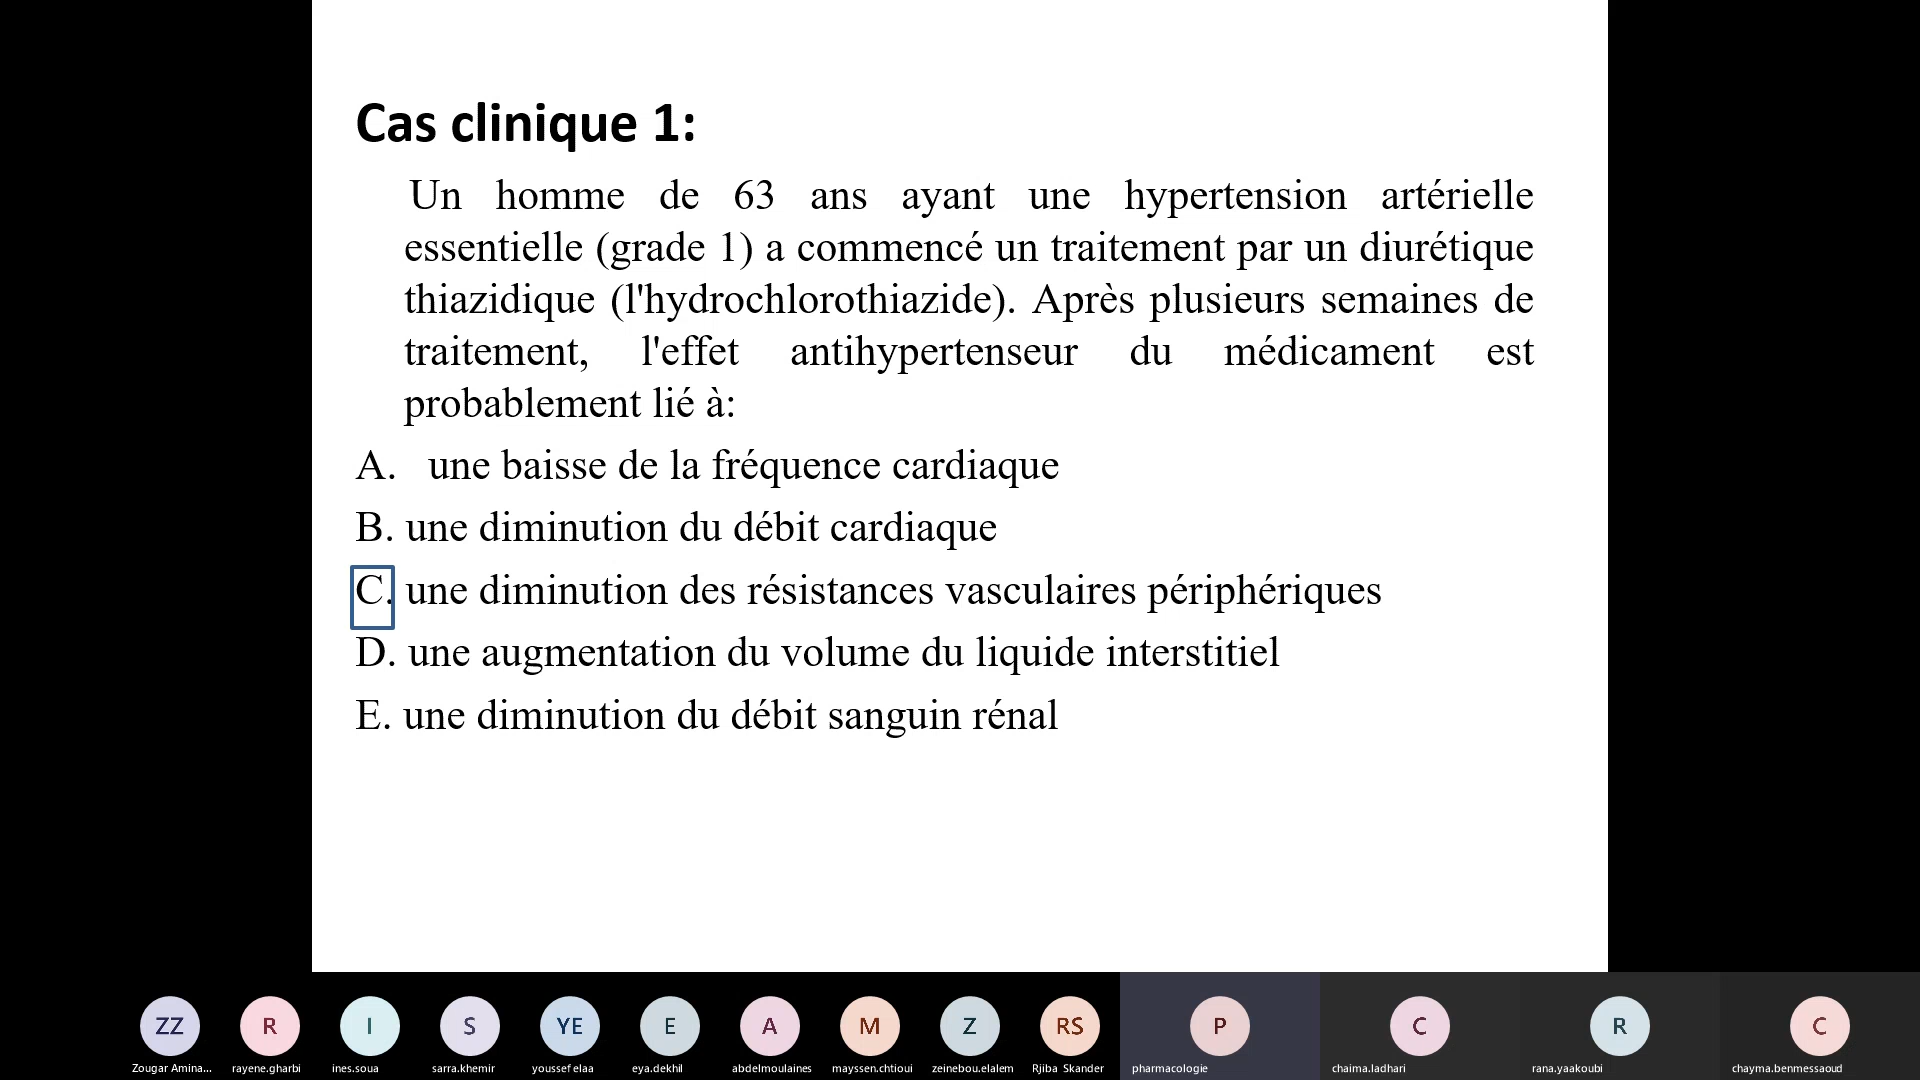 Cas clinique 1:
Un homme de 63 ans ayant une hypertension artérielle
essentielle (grade 1) a commencé un traitement par un diurétique
thiazidique (l'hydrochlorothiazide). Après plusieurs semaines de
traitement, l'effet antihypertenseur du médicament est
probablement lié à:
A. une baisse de la fréquence cardiaque
B. une diminution du débit cardiaque
C. une diminution des résistances vasculaires périphériques
D. une augmentation du volume du liquide interstitiel
E. une diminution du débit sanguin rénal
ZZ R I S YE E A M Z RS P C R C
Zougar Amina... rayene.gharbi ines.soua sarra.khemir youssef elaa eya.dekhil abdelmoulaines mayssen.chtioui zeinebou.elalem Rjiba Skander pharmacologie chaima.ladhari rana.yaakoubi chayma.benmessaoud